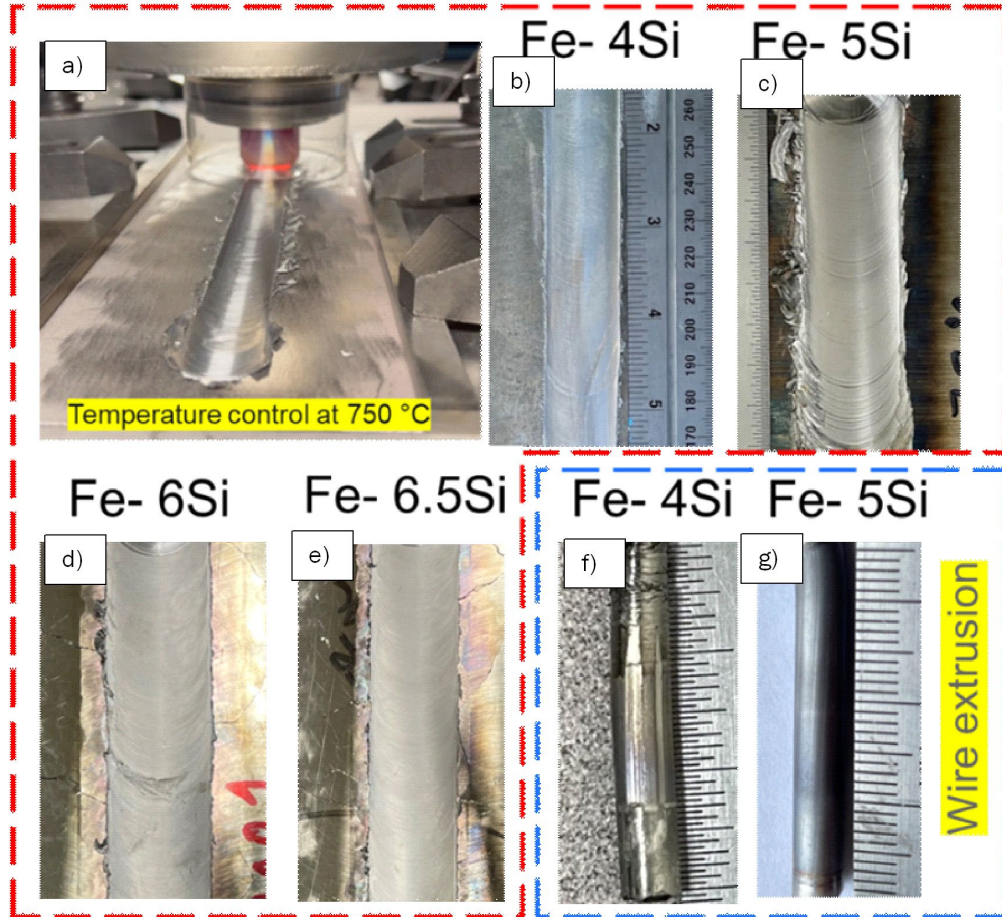 Fe- 4Si
Fe- 5Si
a)
b)
c)
Temperature control at 750 °C
2
3
4
5
260
250
240
230
220
210
200
190
180
170
Fe- 6Si
Fe- 6.5Si
Fe- 4Si
Fe- 5Si
d)
e)
f)
g)
Wire extrusion